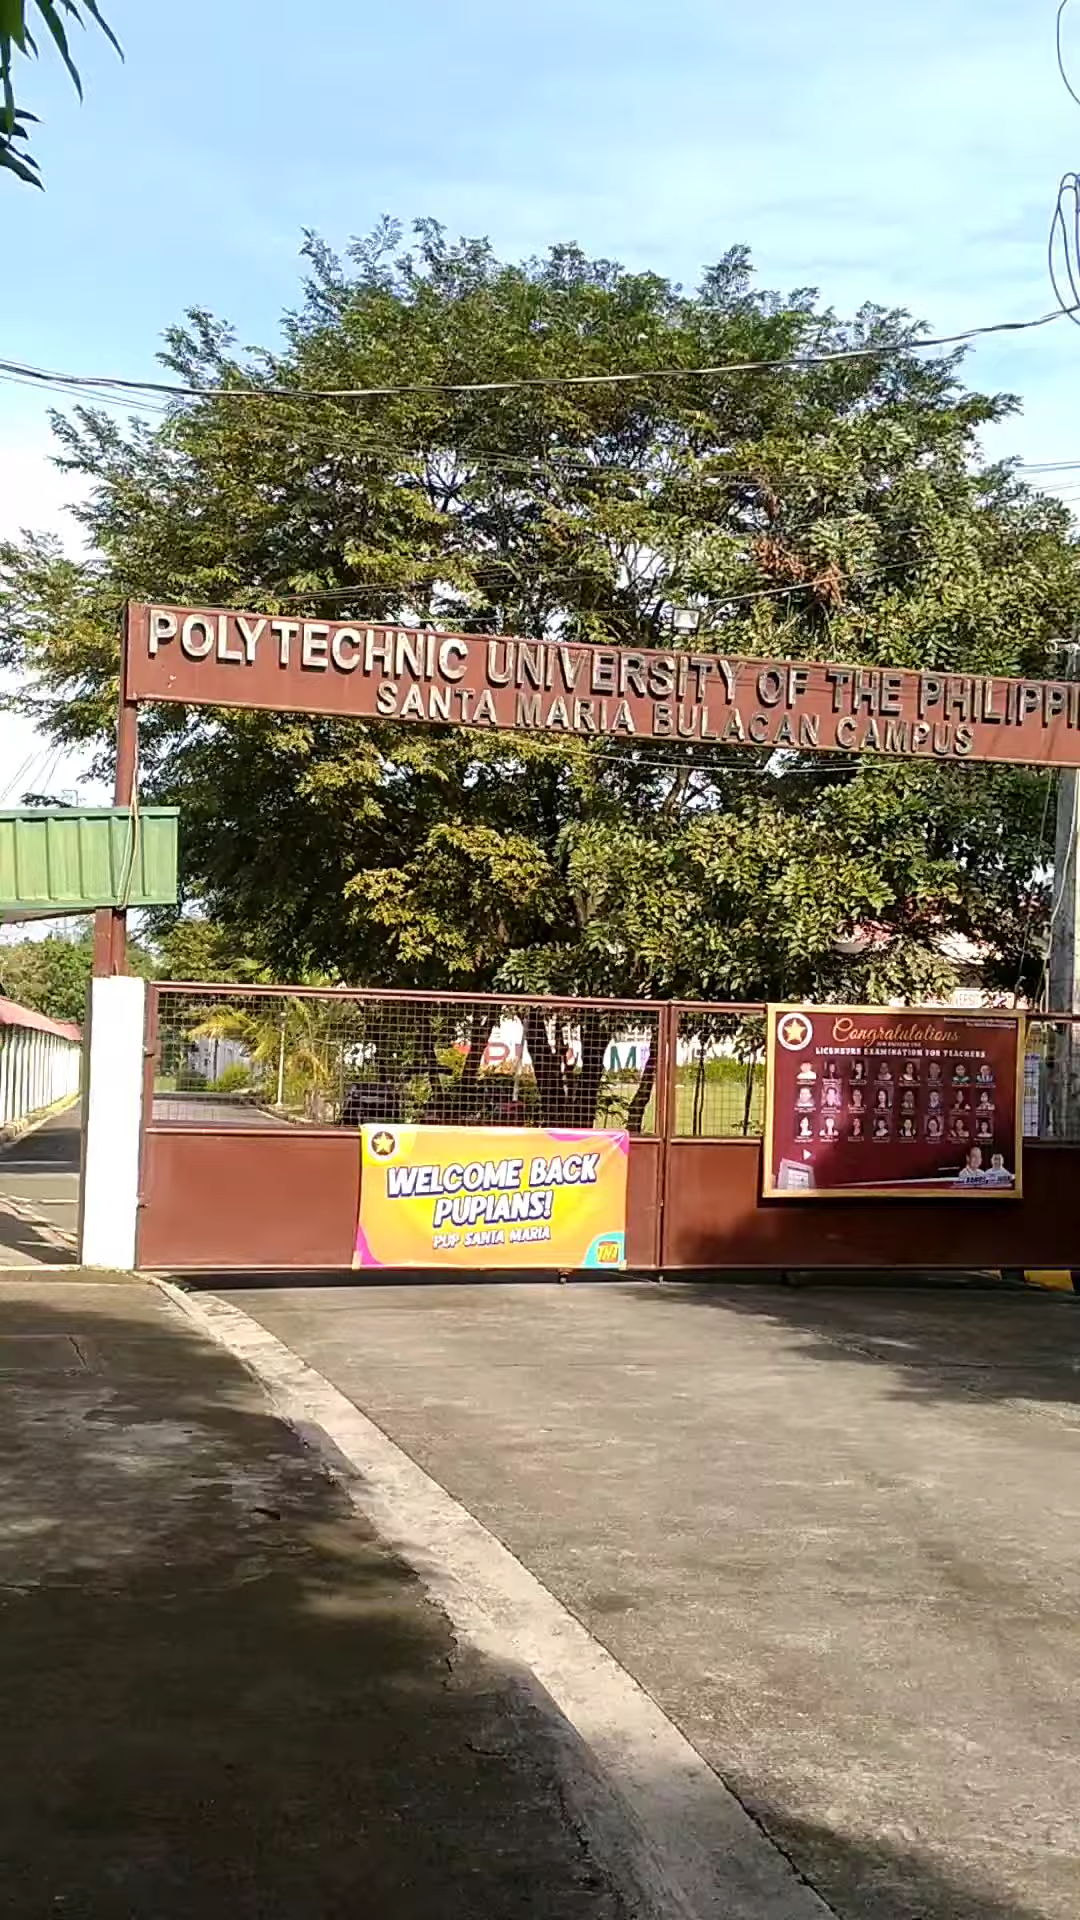 POLYTECHNIC UNIVERSITY OF THE PHILIPPI
SANTA MARIA BULACAN CAMPUS
Congratulations
LICENSURE EXAMINATION FOR TEACHERS
WELCOME BACK
PUPIANS!
PUP SANTA MARIA
TNT